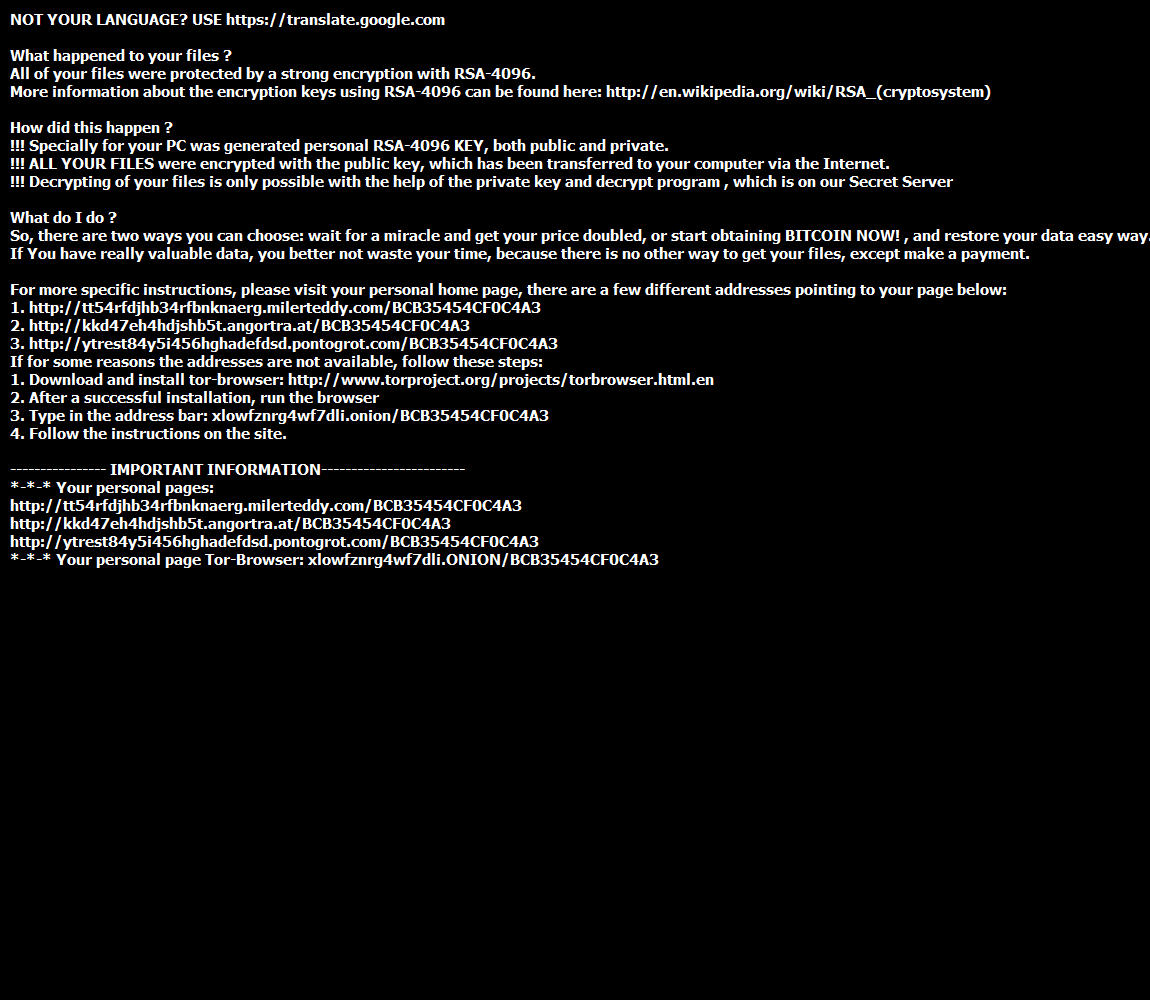 NOT YOUR LANGUAGE? USE https://translate.google.com
What happened to your files ?
All of your files were protected by a strong encryption with RSA-4096.
More information about the encryption keys using RSA-4096 can be found here: http://en.wikipedia.org/wiki/RSA_(cryptosystem)
How did this happen ?
!!! Specially for your PC was generated personal RSA-4096 KEY, both public and private.
!!! ALL YOUR FILES were encrypted with the public key, which has been transferred to your computer via the Internet.
!!! Decrypting of your files is only possible with the help of the private key and decrypt program , which is on our Secret Server
What do I do ?
So, there are two ways you can choose: wait for a miracle and get your price doubled, or start obtaining BITCOIN NOW! , and restore your data easy way.
If You have really valuable data, you better not waste your time, because there is no other way to get your files, except make a payment.
For more specific instructions, please visit your personal home page, there are a few different addresses pointing to your page below:
1. http://tt54rfdjhb34rfbnknaerg.milerteddy.com/BCB35454CF0C4A3
2. http://kkd47eh4hdjshb5t.angortra.at/BCB35454CF0C4A3
3. http://ytrest84y5i456hghadefdsd.pontogrot.com/BCB35454CF0C4A3
If for some reasons the addresses are not available, follow these steps:
1. Download and install tor-browser: http://www.torproject.org/projects/torbrowser.html.en
2. After a successful installation, run the browser
3. Type in the address bar: xlowfznrg4wf7dli.onion/BCB35454CF0C4A3
4. Follow the instructions on the site.
---------------- IMPORTANT INFORMATION------------------------
*-*-* Your personal pages:
http://tt54rfdjhb34rfbnknaerg.milerteddy.com/BCB35454CF0C4A3
http://kkd47eh4hdjshb5t.angortra.at/BCB35454CF0C4A3
http://ytrest84y5i456hghadefdsd.pontogrot.com/BCB35454CF0C4A3
*-*-* Your personal page Tor-Browser: xlowfznrg4wf7dli.ONION/BCB35454CF0C4A3